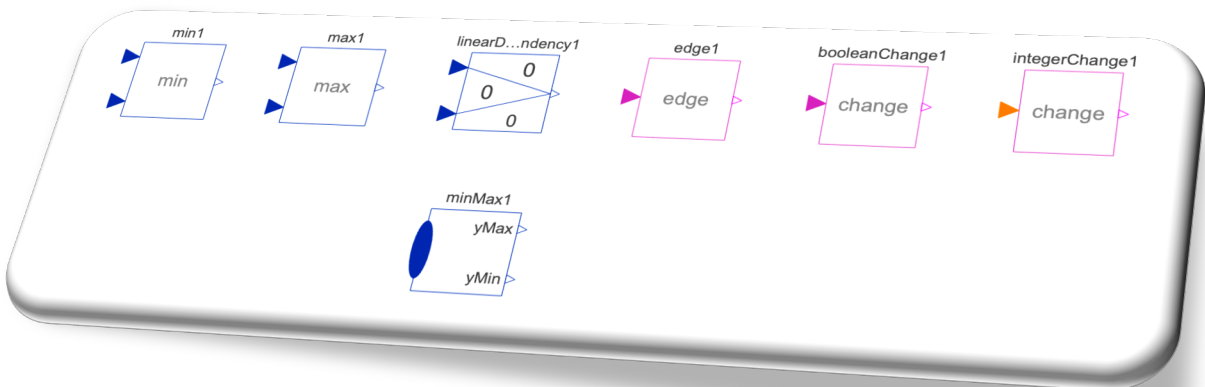 min1
min
max1
max
linearD...ndency1
0
0
0
edge1
edge
booleanChange1
change
integerChange1
change
minMax1
yMax
yMin